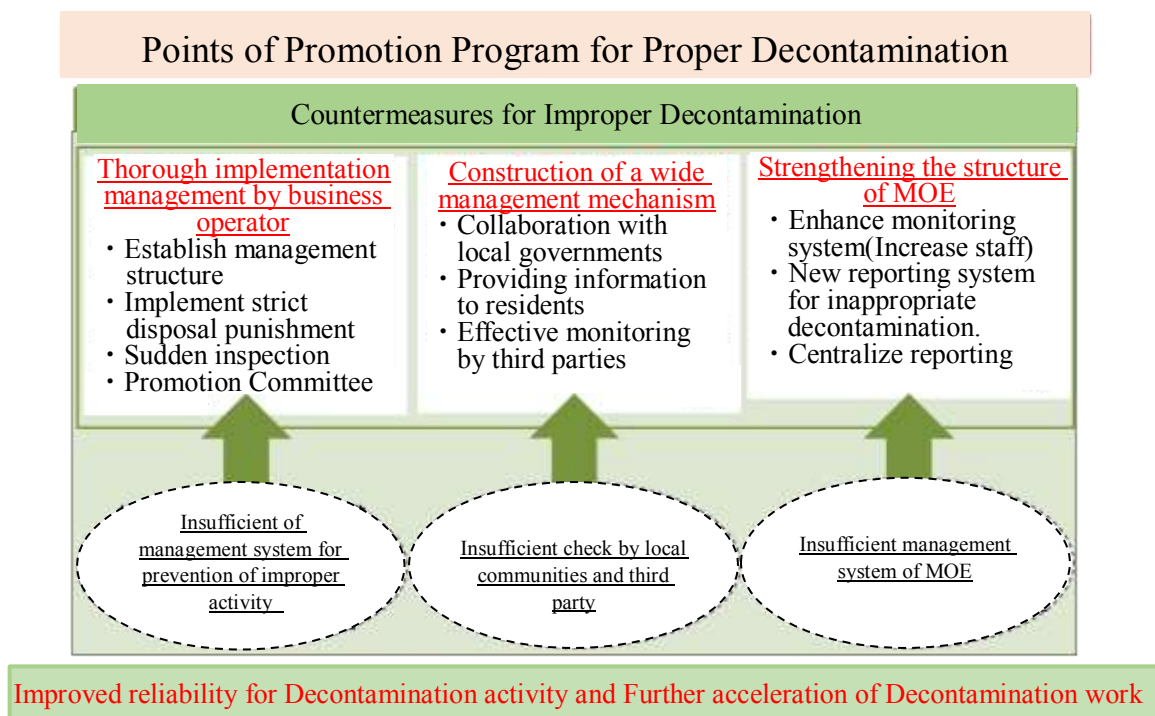 Points of Promotion Program for Proper Decontamination
Countermeasures for Improper Decontamination
Thorough implementation
management by business
operator
・Establish management
structure
・Implement strict
disposal punishment
・Sudden inspection
・Promotion Committee
Construction of a wide
management mechanism
・Collaboration with
local governments
・Providing information
to residents
・Effective monitoring
by third parties
Strengthening the structure
of MOE
・Enhance monitoring
system(Increase staff)
・New reporting system
for inappropriate
decontamination.
・Centralize reporting
Insufficient of
management system for
prevention of improper
activity
Insufficient check by local
communities and third
party
Insufficient management
system of MOE
Improved reliability for Decontamination activity and Further acceleration of Decontamination work